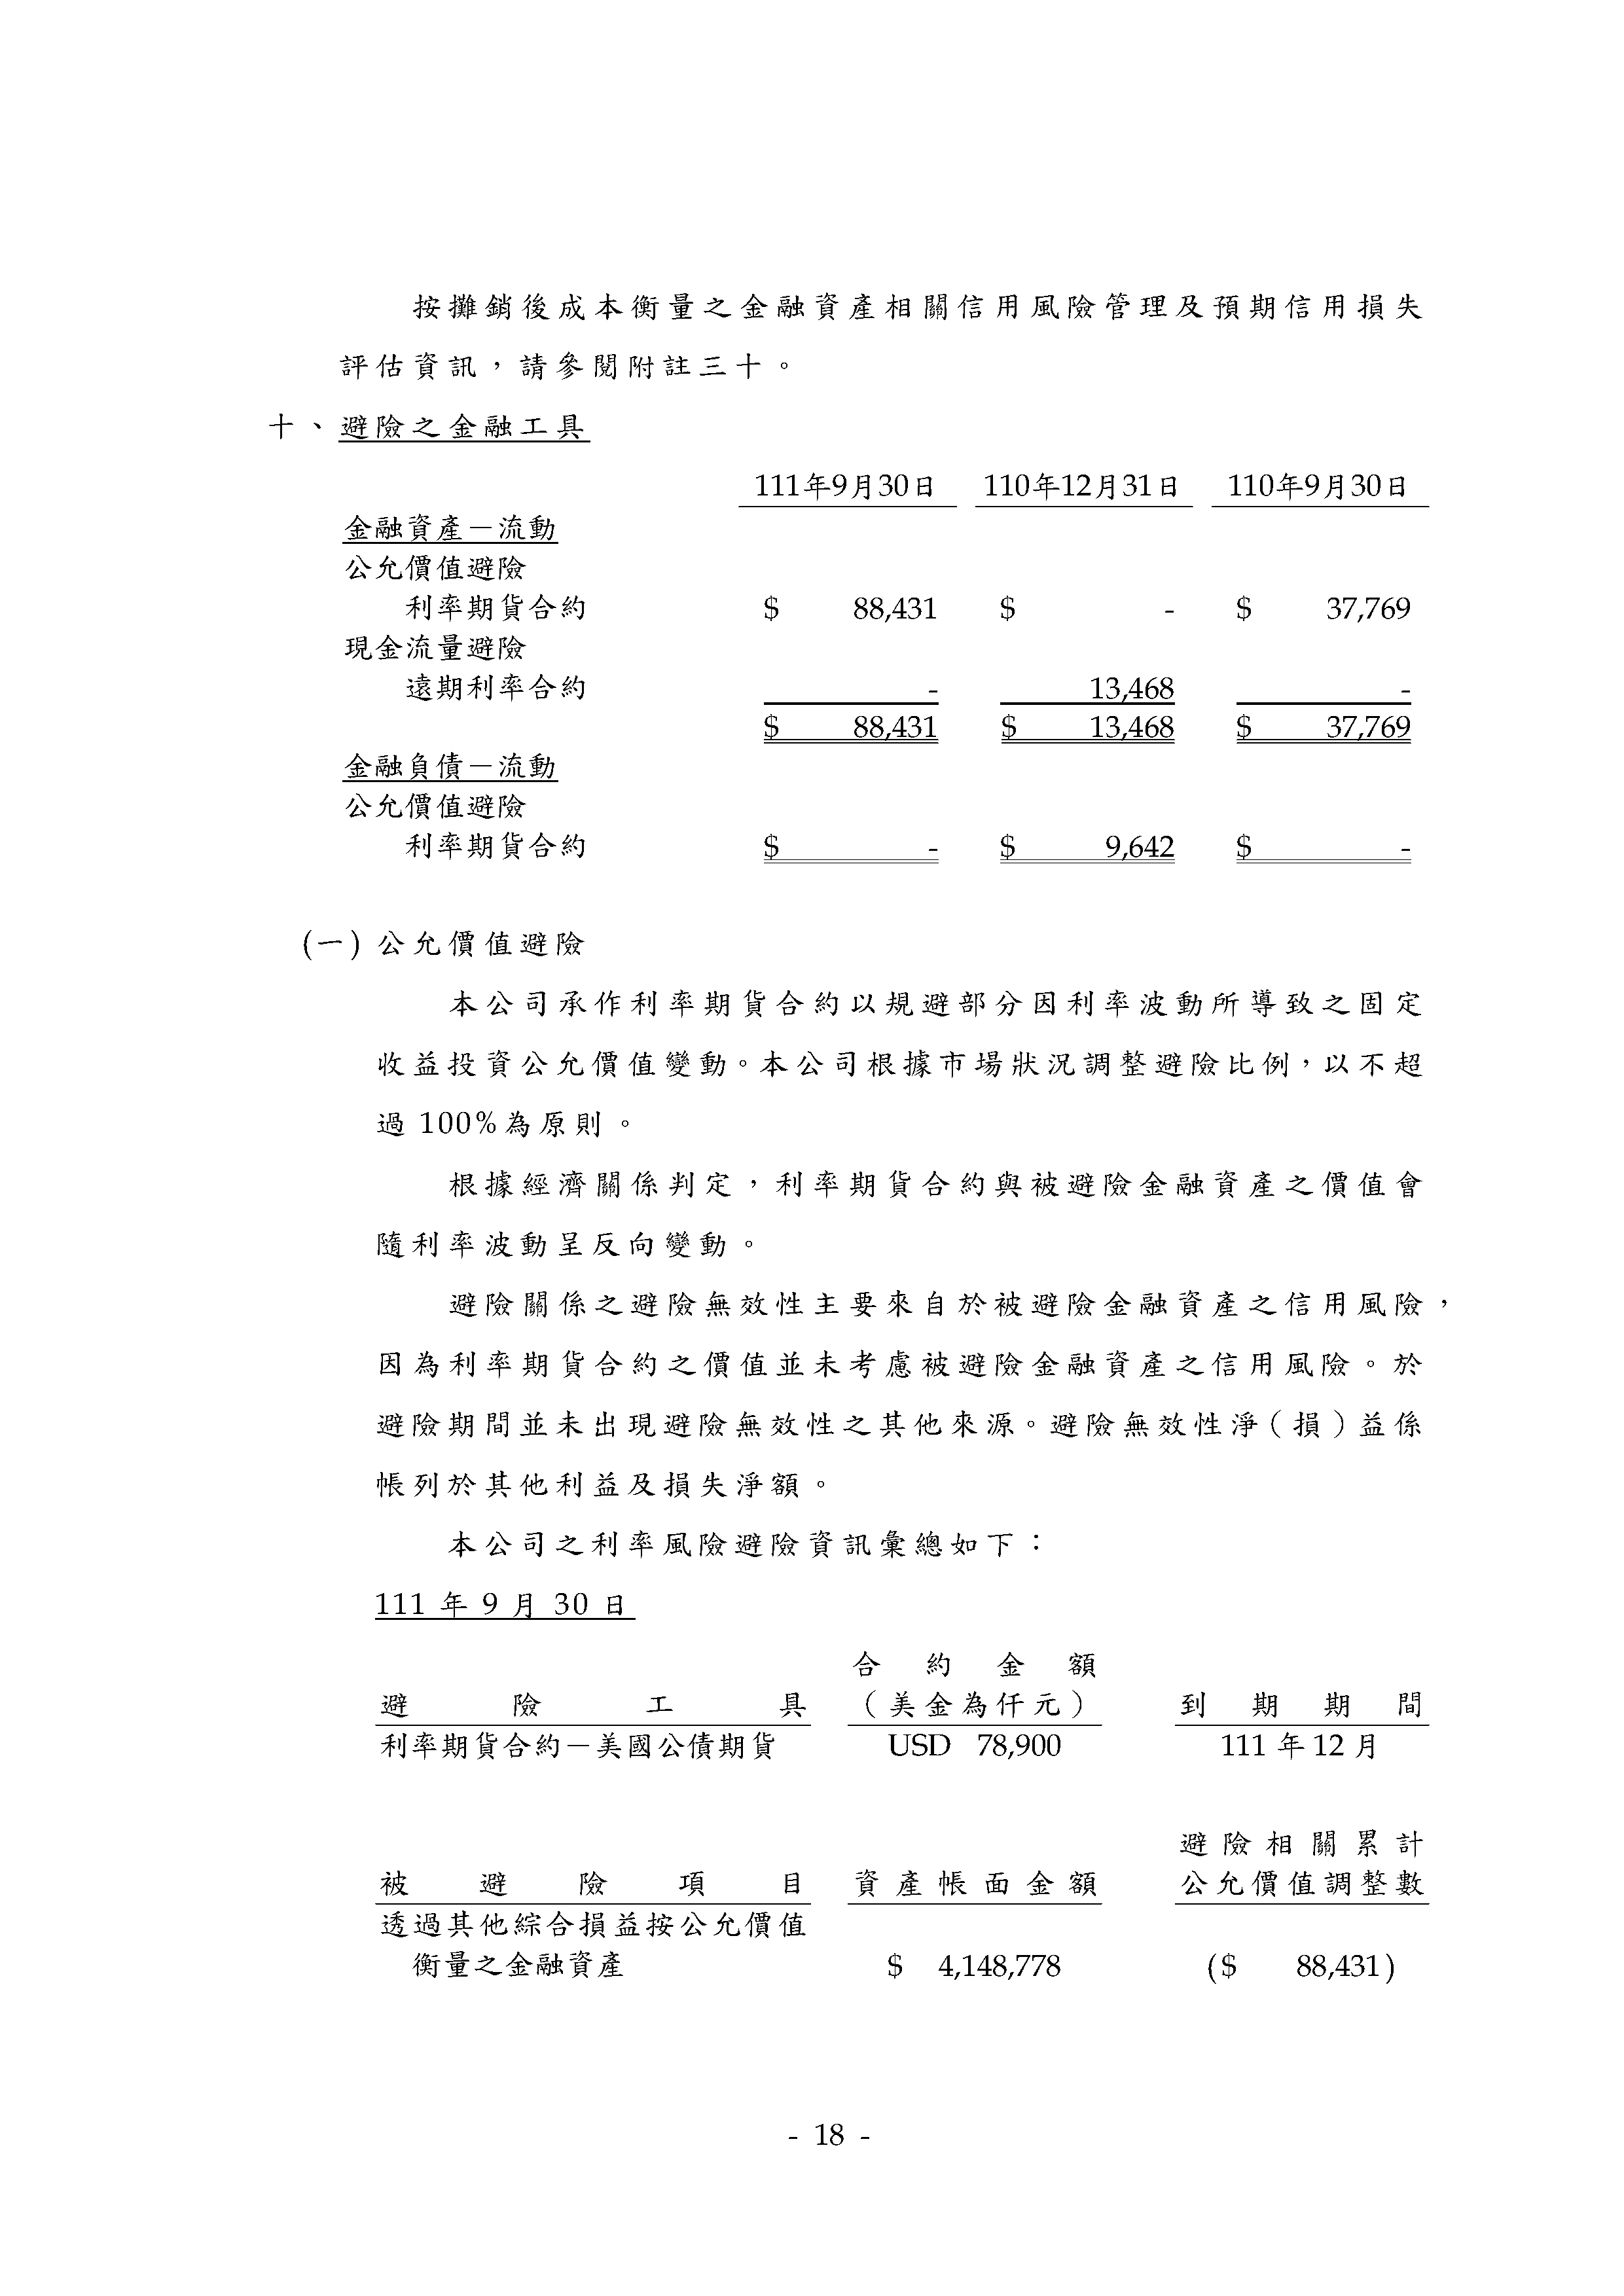 按攤銷後成本衡量之金融資產相關信用風險管理及預期信用損失
評估資訊，請參閱附註三十。
十、避險之金融工具
111年9月30日 110年12月31日 110年9月30日
金融資產－流動
公允價值避險
利率期貨合約 $ 88,431 $ - $ 37,769
現金流量避險
遠期利率合約 - 13,468 -
$ 88,431 $ 13,468 $ 37,769
金融負債－流動
公允價值避險
利率期貨合約 $ - $ 9,642 $ -
(一) 公允價值避險
本公司承作利率期貨合約以規避部分因利率波動所導致之固定
收益投資公允價值變動。本公司根據市場狀況調整避險比例，以不超
過 100%為原則。
根據經濟關係判定，利率期貨合約與被避險金融資產之價值會
隨利率波動呈反向變動。
避險關係之避險無效性主要來自於被避險金融資產之信用風險，
因為利率期貨合約之價值並未考慮被避險金融資產之信用風險。於
避險期間並未出現避險無效性之其他來源。避險無效性淨（損）益係
帳列於其他利益及損失淨額。
本公司之利率風險避險資訊彙總如下：
111 年 9 月 30 日
合約金額
避險工具 （美金為仟元） 到期期間
利率期貨合約－美國公債期貨 USD 78,900 111 年 12 月
避險相關累計
被避險項目 資產帳面金額 公允價值調整數
透過其他綜合損益按公允價值
衡量之金融資產 $ 4,148,778 ($ 88,431)
- 18 -